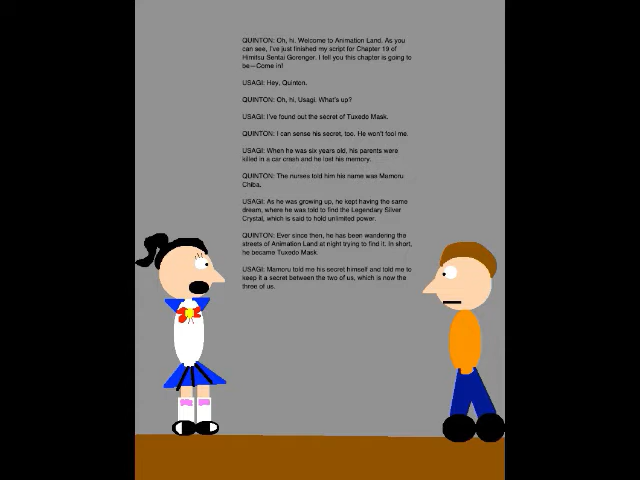 QUINTON: Oh, hi. Welcome to Animation Land. As you
can see, I've just finished my script for Chapter 19 of
Himitsu Sentai Gorenger. I tell you this chapter is going to
be—Come in!
USAGI: Hey, Quinton.
QUINTON: Oh, hi, Usagi. What's up?
USAGI: I've found out the secret of Tuxedo Mask.
QUINTON: I can sense his secret, too. He won't fool me.
USAGI: When he was six years old, his parents were
killed in a car crash and he lost his memory.
QUINTON: The nurses told him his name was Mamoru
Chiba.
USAGI: As he was growing up, he kept having the same
dream, where he was told to find the Legendary Silver
Crystal, which is said to hold unlimited power.
QUINTON: Ever since then, he has been wandering the
streets of Animation Land at night trying to find it. In short,
he became Tuxedo Mask.
USAGI: Mamoru told me his secret himself and told me to
keep it a secret between the two of us, which is now the
three of us.